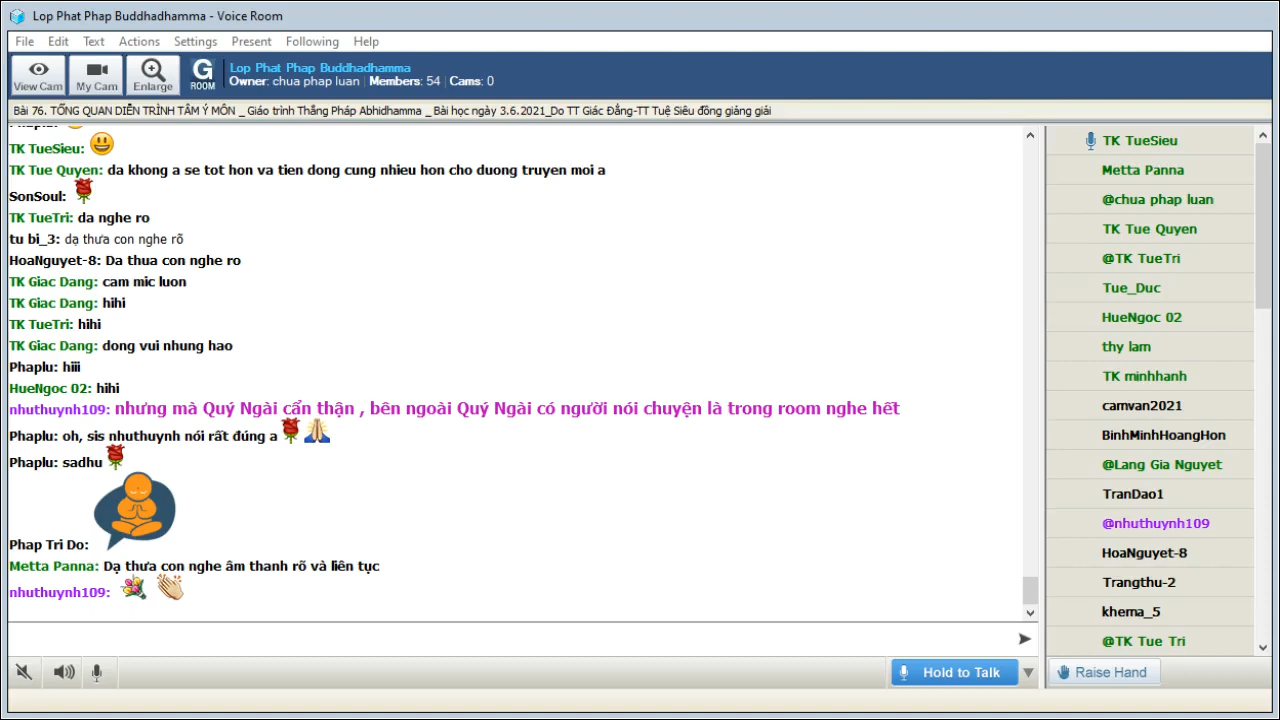 Lop Phat Phap Buddhadhamma - Voice Room
File Edit Text Actions Settings Present Following Help
View Cam
My Cam
Enlarge
G ROOM
Lop Phat Phap Buddhadhamma
Owner: chua phap luan | Members: 54 | Cams: 0
Bài 76. TỔNG QUAN DIỄN TRÌNH TÂM Ý MÔN _ Giáo trình Thắng Pháp Abhidhamma _ Bài học ngày 3.6.2021_Do TT Giác Đẳng-TT Tuệ Siêu đồng giảng giải
TK TueSieu:
TK Tue Quyen: da khong a se tot hon va tien dong cung nhieu hon cho duong truyen moi a
SonSoul:
TK TueTri: da nghe ro
tu bi_3: dạ thưa con nghe rõ
HoaNguyet-8: Da thua con nghe ro
TK Giac Dang: cam mic luon
TK Giac Dang: hihi
TK TueTri: hihi
TK Giac Dang: dong vui nhung hao
Phaplu: hiii
HueNgoc 02: hihi
nhuthuynh109: nhưng mà Quý Ngài cẩn thận , bên ngoài Quý Ngài có người nói chuyện là trong room nghe hết
Phaplu: oh, sis nhuthuynh nói rất đúng a
Phaplu: sadhu
Phap Tri Do:
Metta Panna: Dạ thưa con nghe âm thanh rõ và liên tục
nhuthuynh109:
Hold to Talk
TK TueSieu
Metta Panna
@chua phap luan
TK Tue Quyen
@TK TueTri
Tue_Duc
HueNgoc 02
thy lam
TK minhhanh
camvan2021
BinhMinhHoangHon
@Lang Gia Nguyet
TranDao1
@nhuthuynh109
HoaNguyet-8
Trangthu-2
khema_5
@TK Tue Tri
Raise Hand